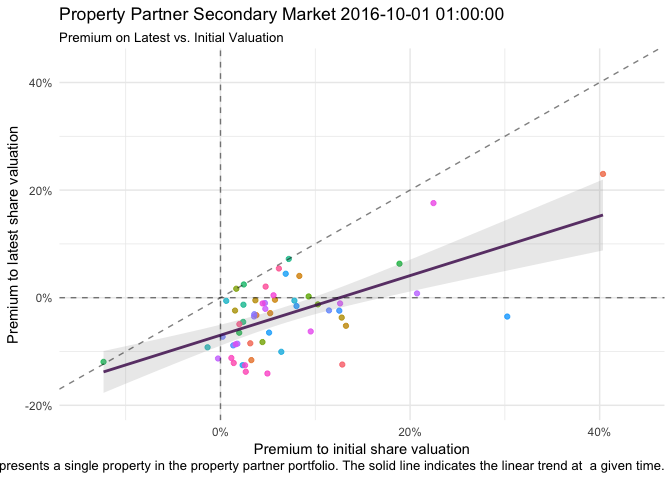 Property Partner Secondary Market 2016-10-01 01:00:00
Premium on Latest vs. Initial Valuation
Premium to latest share valuation
40%
20%
0%
-20%
0%
20%
40%
Premium to initial share valuation
presents a single property in the property partner portfolio. The solid line indicates the linear trend at  a given time.